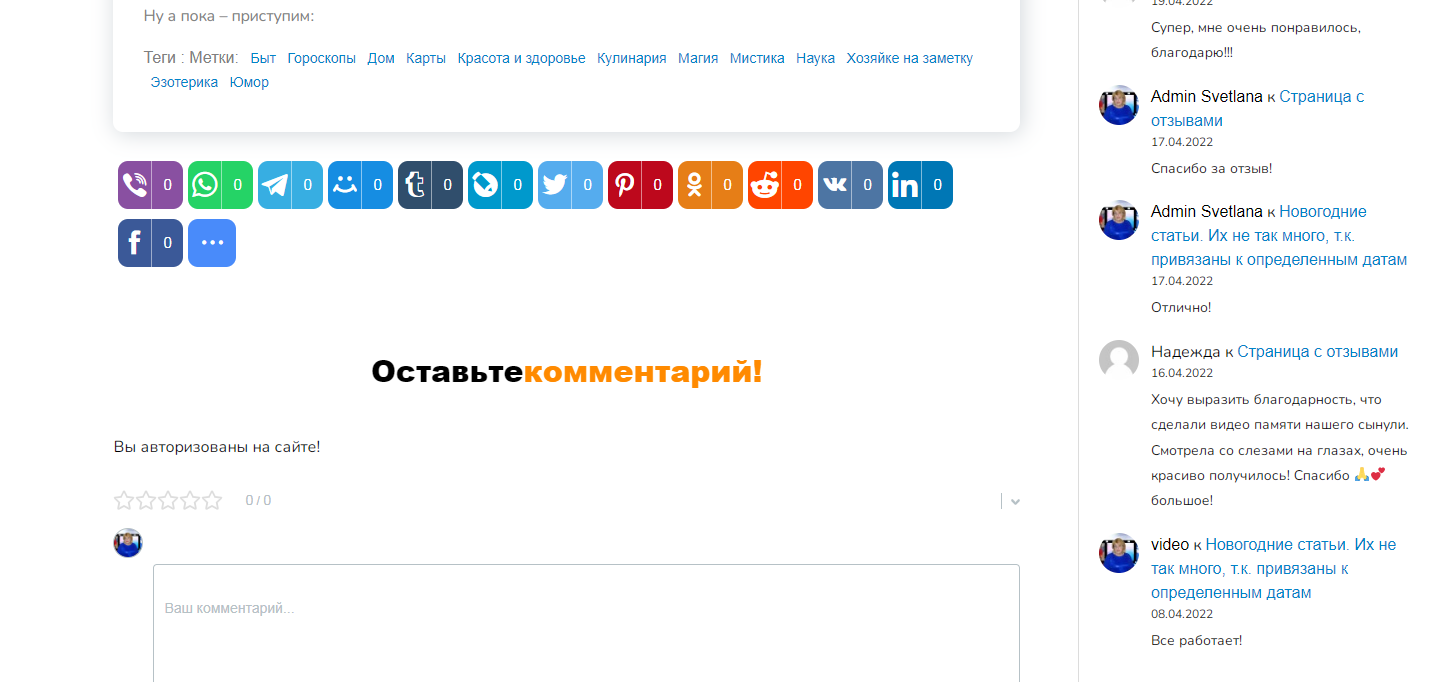 Ну а пока – приступим:
Теги : Метки: Быт Гороскопы Дом Карты Красота и здоровье Кулинария Магия Мистика Наука Хозяйке на заметку
Эзотерика Юмор
0 0 0 0 0 0 0 0 0 0 0 0
0
Оставьтекомментарий!
Вы авторизованы на сайте!
0 / 0
Ваш комментарий...
19.04.2022
Супер, мне очень понравилось,
благодарю!!!
Admin Svetlana к Страница с
отзывами
17.04.2022
Спасибо за отзыв!
Admin Svetlana к Новогодние
статьи. Их не так много, т.к.
привязаны к определенным датам
17.04.2022
Отлично!
Надежда к Страница с отзывами
16.04.2022
Хочу выразить благодарность, что
сделали видео памяти нашего сынули.
Смотрела со слезами на глазах, очень
красиво получилось! Спасибо 🙏💕
большое!
video к Новогодние статьи. Их не
так много, т.к. привязаны к
определенным датам
08.04.2022
Все работает!